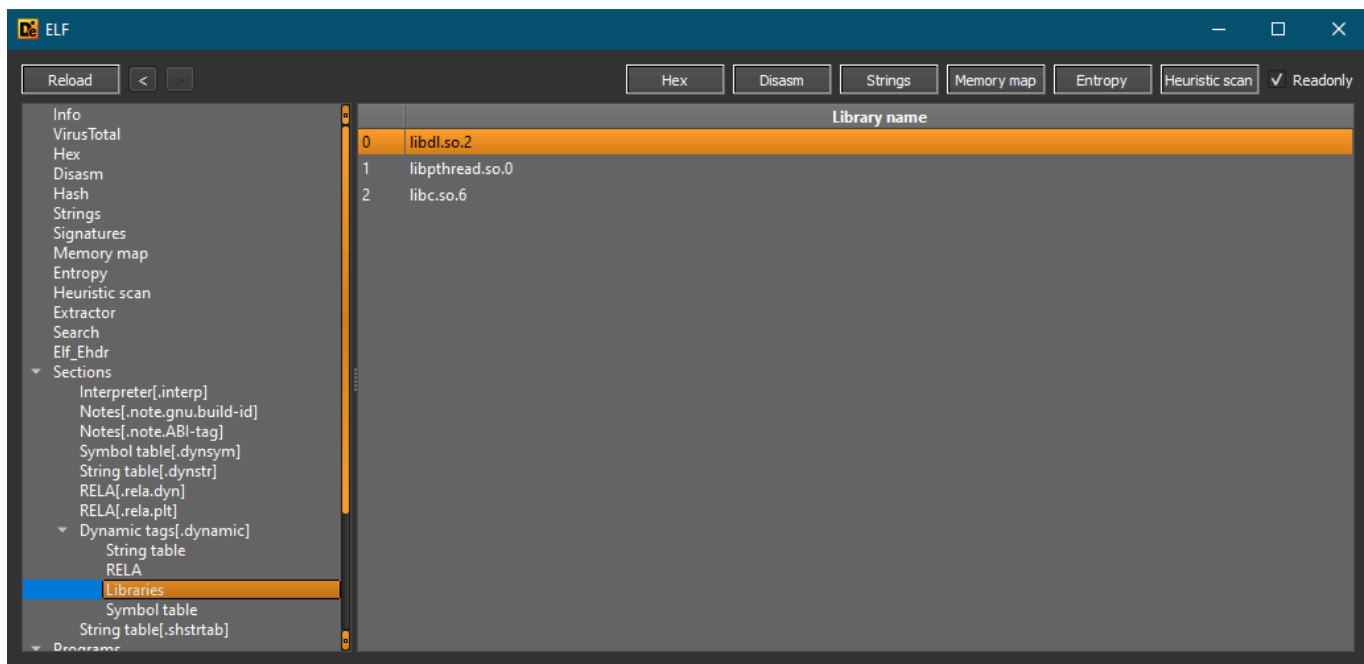 De ELF
Reload < >
Hex Disasm Strings Memory map Entropy Heuristic scan Readonly
Info
VirusTotal
Hex
Disasm
Hash
Strings
Signatures
Memory map
Entropy
Heuristic scan
Extractor
Search
Elf_Ehdr
Sections
Interpreter[.interp]
Notes[.note.gnu.build-id]
Notes[.note.ABI-tag]
Symbol table[.dynsym]
String table[.dynstr]
RELA[.rela.dyn]
RELA[.rela.plt]
Dynamic tags[.dynamic]
String table
RELA
Libraries
Symbol table
String table[.shstrtab]
Programs
Library name
0 libdl.so.2
1 libpthread.so.0
2 libc.so.6